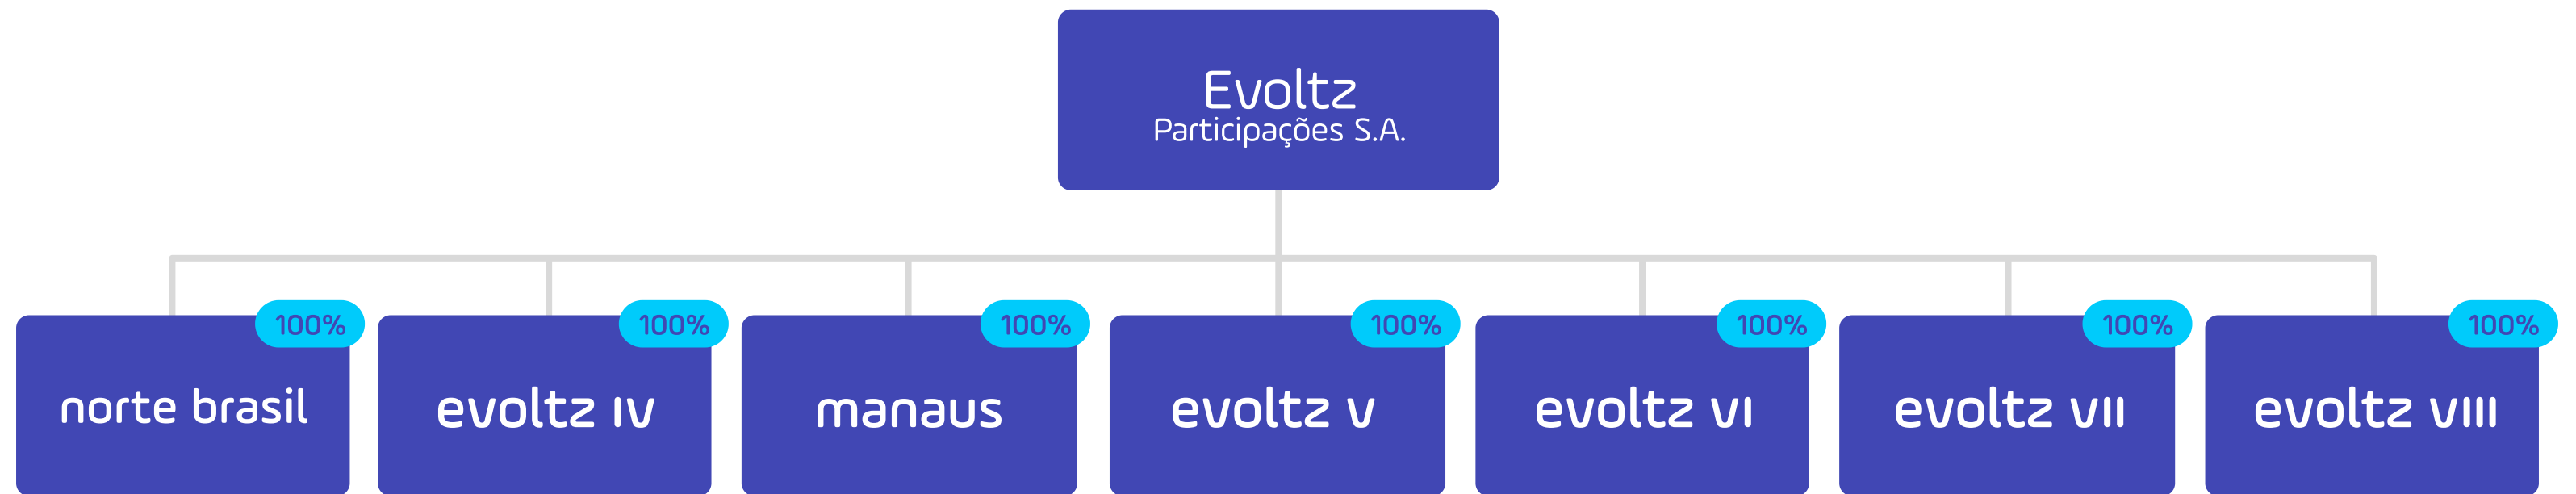 Evoltz
Participações S.A.
100%
100%
100%
100%
100%
100%
100%
norte brasil
evoltz IV
manaus
evoltz V
evoltz VI
evoltz VII
evoltz VIII